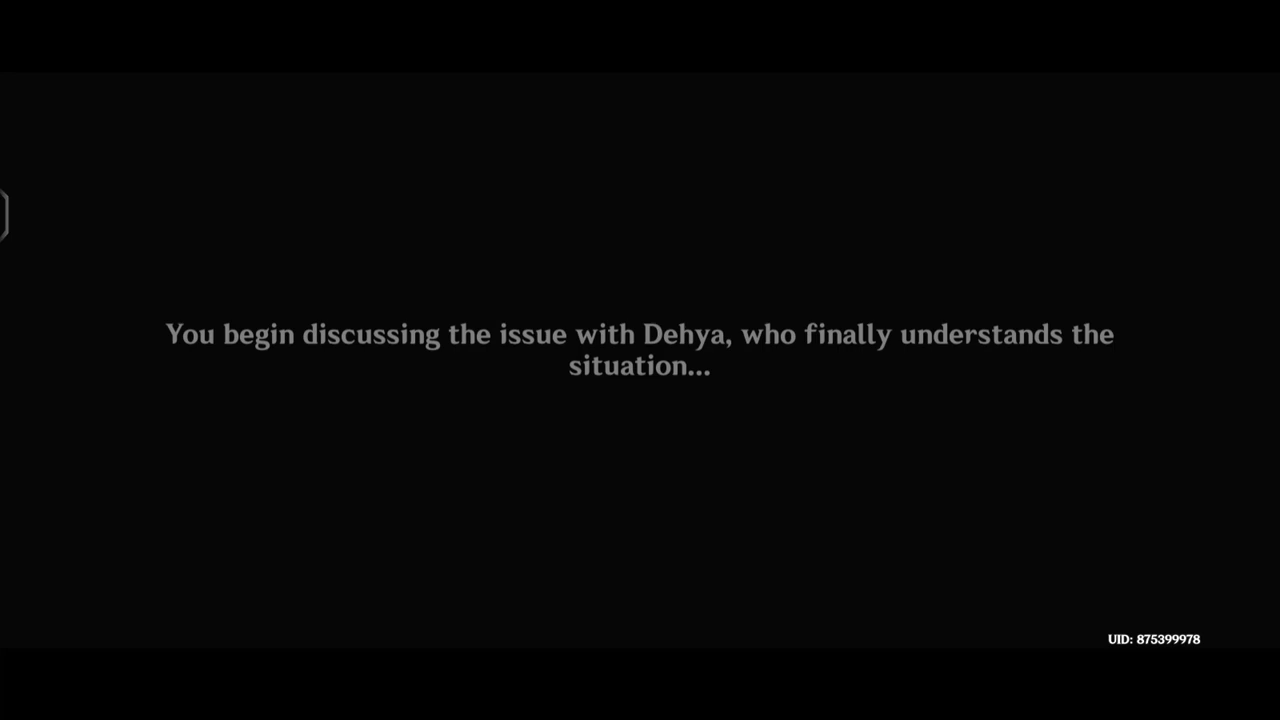 You begin discussing the issue with Dehya, who finally understands the
situation...
UID: 875399978